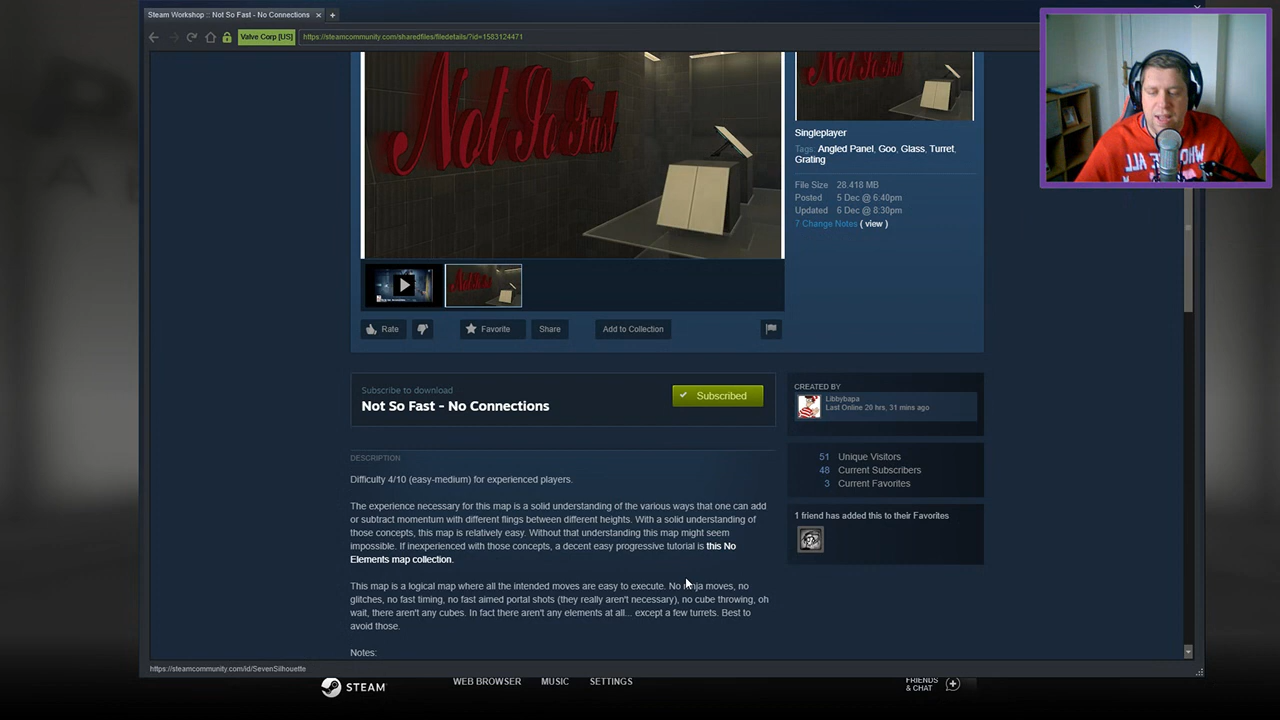 Steam Workshop :: Not So Fast - No Connections
Valve Corp [US]
https://steamcommunity.com/sharedfiles/filedetails/?id=1583124471
Not So Fast
Not So Fast
Singleplayer
Tags: Angled Panel, Goo, Glass, Turret,
Grating
File Size 28.418 MB
Posted 5 Dec @ 6:40pm
Updated 6 Dec @ 8:30pm
7 Change Notes ( view )
Rate
Favorite
Share
Add to Collection
Subscribe to download
Not So Fast - No Connections
Subscribed
CREATED BY
Libbybapa
Last Online 20 hrs, 31 mins ago
51 Unique Visitors
48 Current Subscribers
3 Current Favorites
1 friend has added this to their Favorites
DESCRIPTION
Difficulty 4/10 (easy-medium) for experienced players.
The experience necessary for this map is a solid understanding of the various ways that one can add
or subtract momentum with different flings between different heights. With a solid understanding of
those concepts, this map is relatively easy. Without that understanding this map might seem
impossible. If inexperienced with those concepts, a decent easy progressive tutorial is this No
Elements map collection.
This map is a logical map where all the intended moves are easy to execute. No ninja moves, no
glitches, no fast timing, no fast aimed portal shots (they really aren't necessary), no cube throwing, oh
wait, there aren't any cubes. In fact there aren't any elements at all... except a few turrets. Best to
avoid those.
Notes:
https://steamcommunity.com/id/SevenSilhouette
STEAM
WEB BROWSER
MUSIC
SETTINGS
FRIENDS
& CHAT